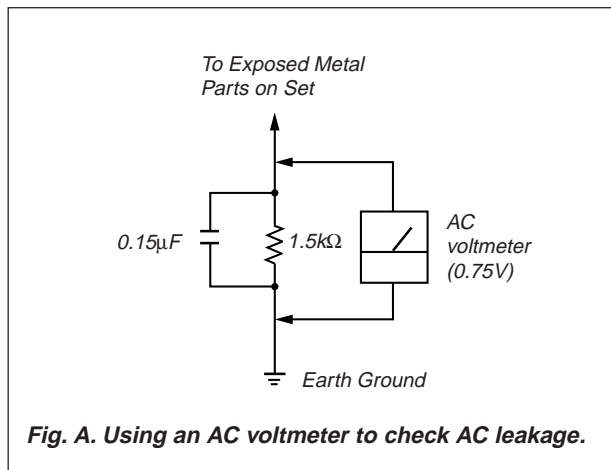 To Exposed Metal
Parts on Set
0.15μF
1.5kΩ
AC
voltmeter
(0.75V)
Earth Ground
Fig. A. Using an AC voltmeter to check AC leakage.